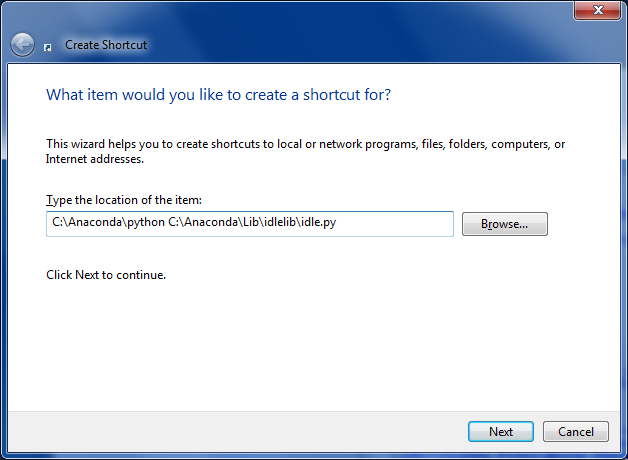 Create Shortcut
What item would you like to create a shortcut for?
This wizard helps you to create shortcuts to local or network programs, files, folders, computers, or
Internet addresses.
Type the location of the item:
C:\Anaconda\python C:\Anaconda\Lib\idlelib\idle.py
Browse...
Click Next to continue.
Next
Cancel